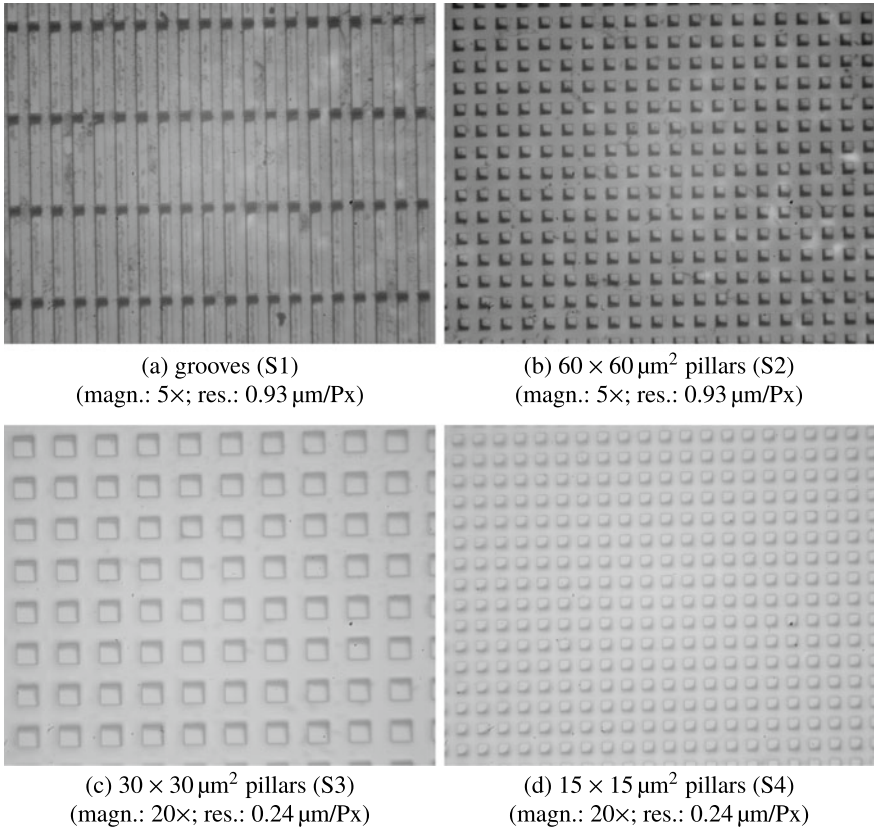 (a) grooves (S1)
(magn.: 5×; res.: 0.93 µm/Px)
(b) 60 × 60 µm² pillars (S2)
(magn.: 5×; res.: 0.93 µm/Px)
(c) 30 × 30 µm² pillars (S3)
(magn.: 20×; res.: 0.24 µm/Px)
(d) 15 × 15 µm² pillars (S4)
(magn.: 20×; res.: 0.24 µm/Px)